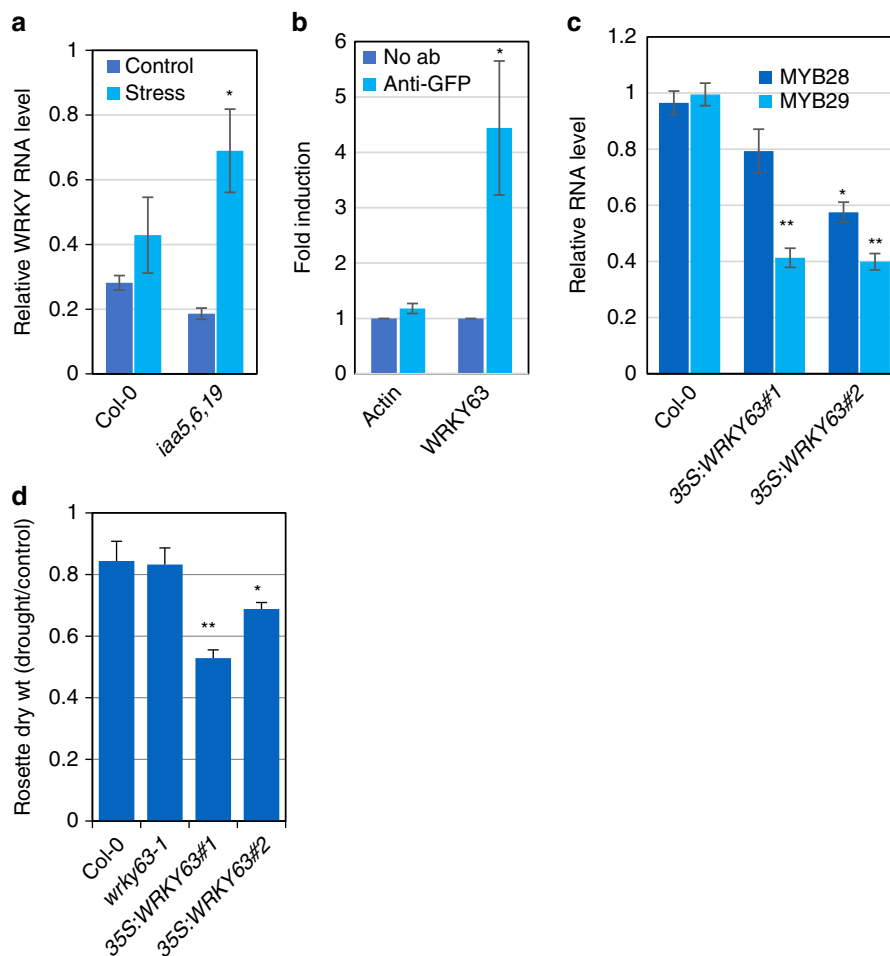 a
Relative WRKY RNA level
1
0.8
0.6
0.4
0.2
0
Control
Stress
*
Col-0
iaa5,6,19
b
Fold induction
6
5
4
3
2
1
0
No ab
Anti-GFP
*
Actin
WRKY63
c
Relative RNA level
1.2
1
0.8
0.6
0.4
0.2
0
MYB28
MYB29
**
*
**
Col-0
35S:WRKY63#1
35S:WRKY63#2
d
Rosette dry wt (drought/control)
1
0.8
0.6
0.4
0.2
0
**
*
Col-0
wrky63-1
35S:WRKY63#1
35S:WRKY63#2